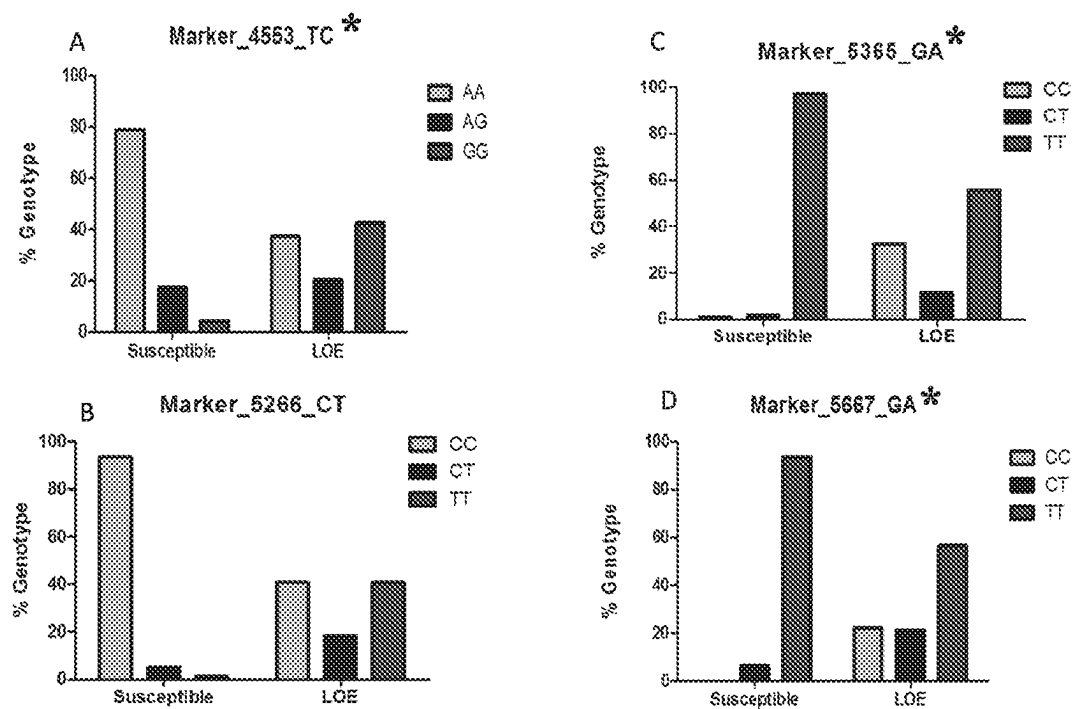 A
Marker_4553_TC *
% Genotype
100
80
60
40
20
0
Susceptible
LOE
AA
AG
GG
B
Marker_5266_CT
% Genotype
100
80
60
40
20
0
Susceptible
LOE
CC
CT
TT
C
Marker_5365_GA*
% Genotype
100
80
60
40
20
0
Susceptible
LOE
CC
CT
TT
D
Marker_5667_GA*
% Genotype
100
80
60
40
20
0
Susceptible
LOE
CC
CT
TT